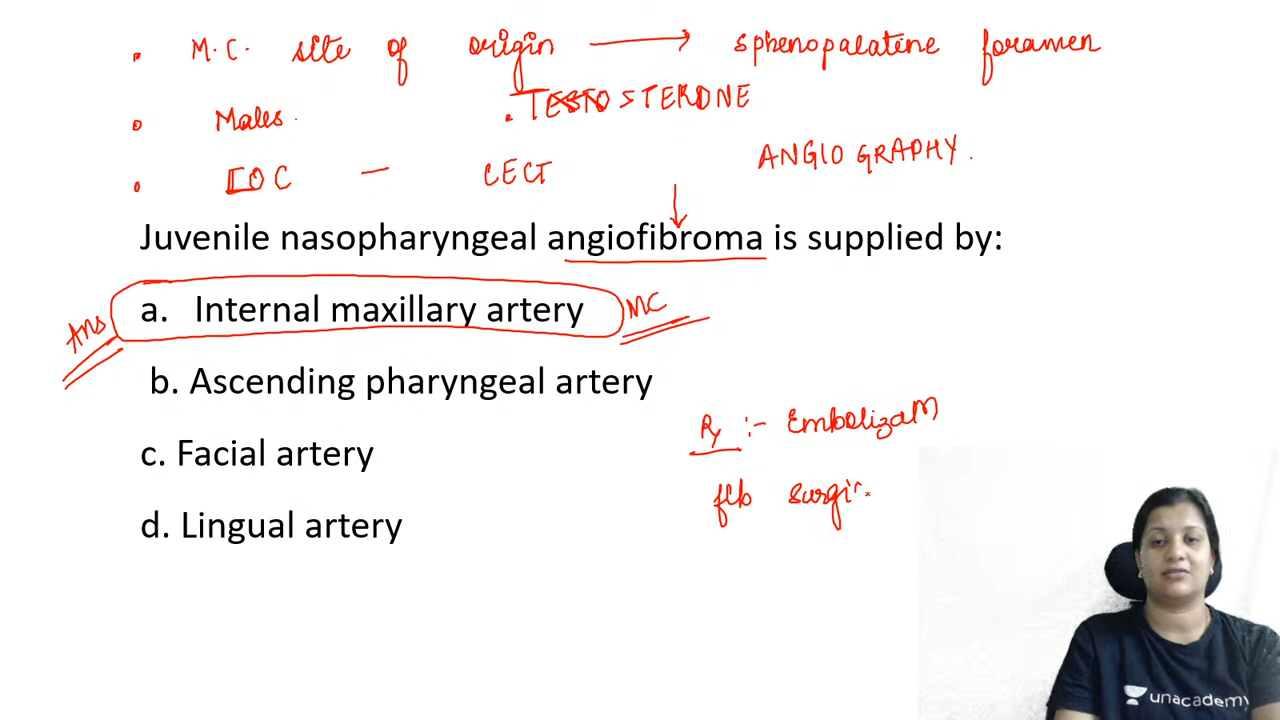 . M.C. site of origin → sphenopalatine foramen
. Males. . TESTOSTERONE
. IOC — CECT ANGIOGRAPHY.
Juvenile nasopharyngeal angiofibroma is supplied by:
Ans a. Internal maxillary artery MC
b. Ascending pharyngeal artery
Rx :- Embolizatn
c. Facial artery
f/b surgi
d. Lingual artery
unacademy